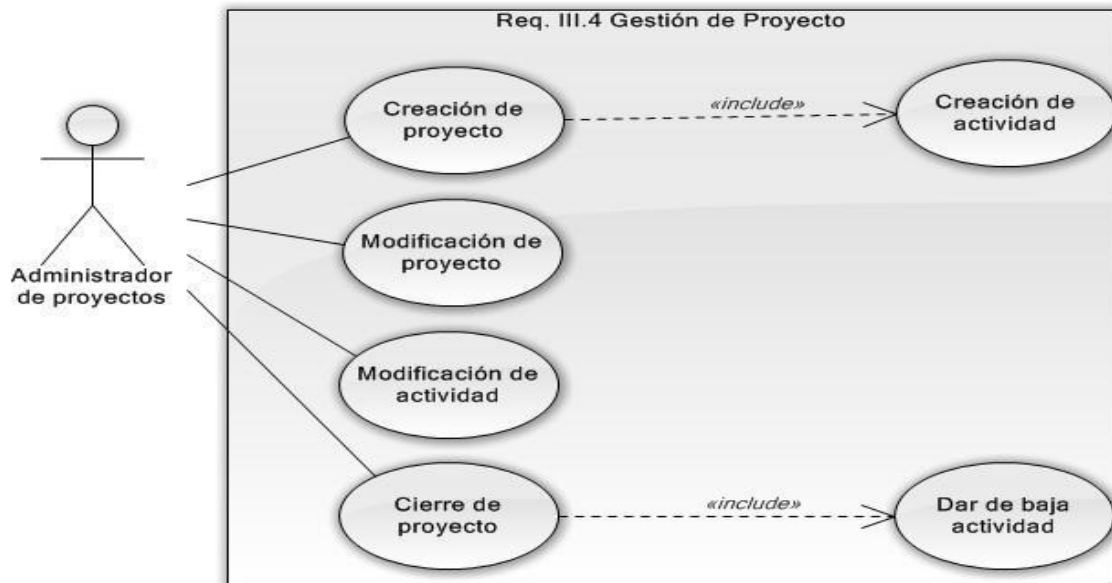 Req. III.4 Gestión de Proyecto
Creación de
proyecto
«include»
Creación de
actividad
Administrador
de proyectos
Modificación de
proyecto
Modificación de
actividad
Cierre de
proyecto
«include»
Dar de baja
actividad